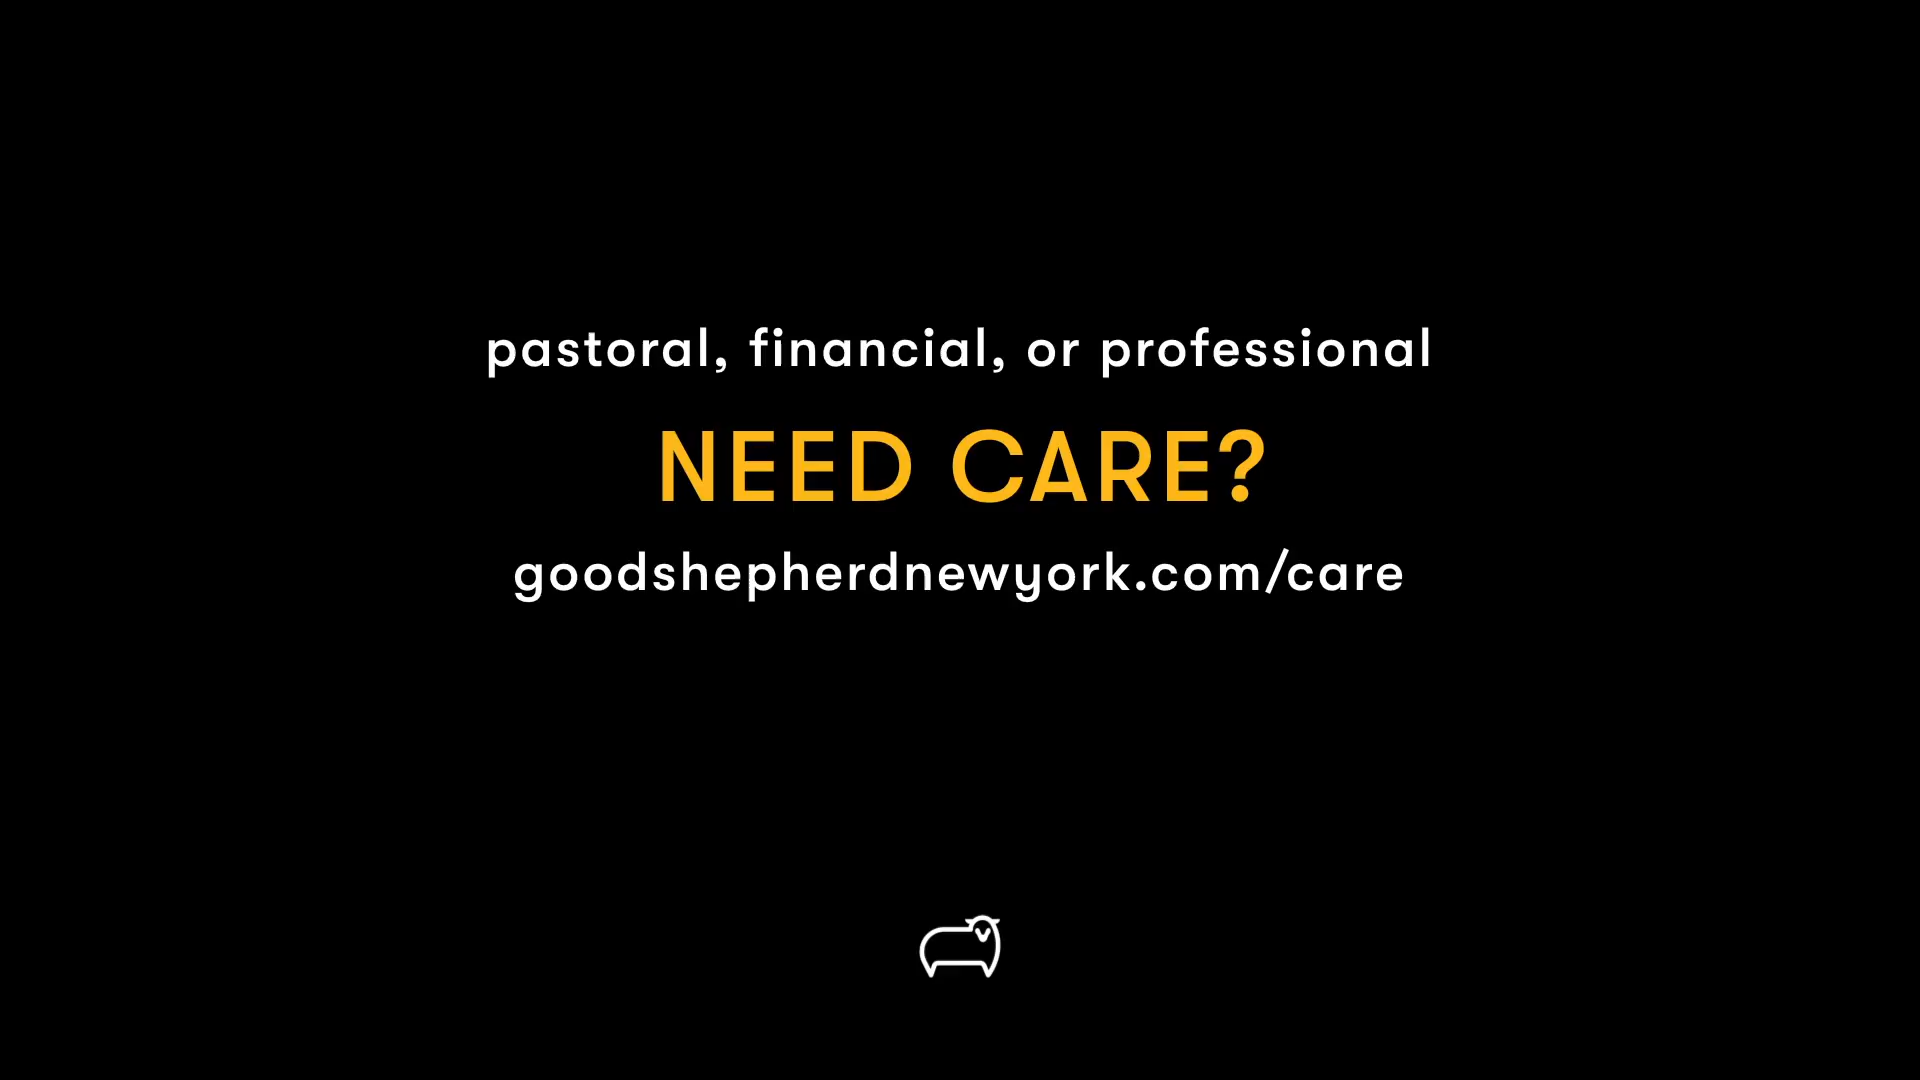 pastoral, financial, or professional
NEED CARE?
goodshepherdnewyork.com/care